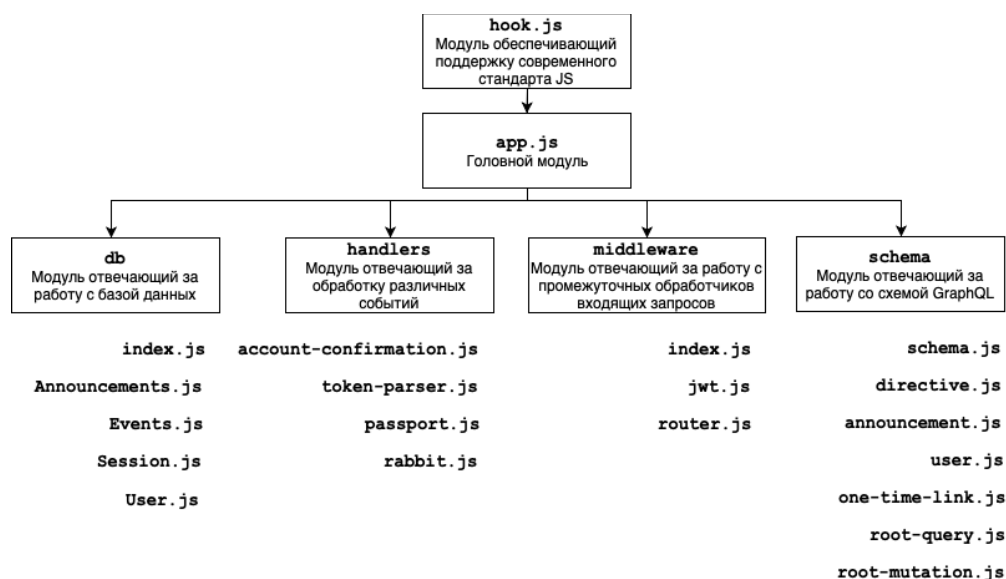 hook.js
Модуль обеспечивающий
поддержку современного
стандарта JS
app.js
Головной модуль
db
Модуль отвечающий за
работу с базой данных
handlers
Модуль отвечающий за
обработку различных
событий
middleware
Модуль отвечающий за работу с
промежуточных обработчиков
входящих запросов
schema
Модуль отвечающий за
работу со схемой GraphQL
index.js
Announcements.js
Events.js
Session.js
User.js
account-confirmation.js
token-parser.js
passport.js
rabbit.js
index.js
jwt.js
router.js
schema.js
directive.js
announcement.js
user.js
one-time-link.js
root-query.js
root-mutation.js